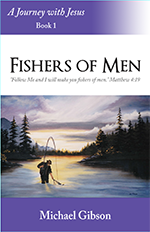 A Journey with Jesus
Book 1
FISHERS OF MEN
"Follow Me and I will make you fishers of men." Matthew 4:19
Michael Gibson